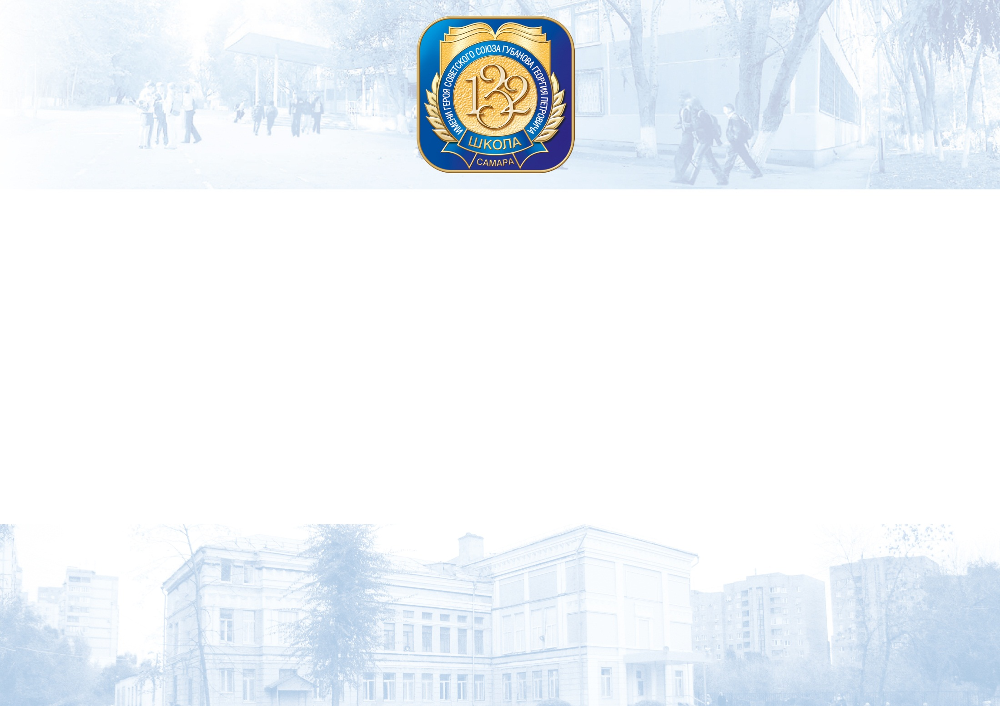 ИМЕНИ ГЕРОЯ СОВЕТСКОГО СОЮЗА ГУБАНОВА ГЕОРГИЯ ПЕТРОВИЧА
132
ШКОЛА
САМАРА